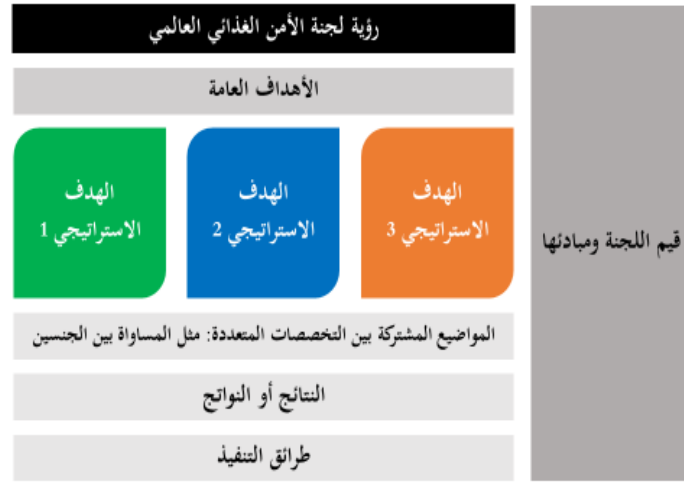 رؤية لجنة الأمن الغذائي العالمي
الأهداف العامة
الهدف
الاستراتيجي 3
الهدف
الاستراتيجي 2
الهدف
الاستراتيجي 1
المواضيع المشتركة بين التخصصات المتعددة: مثل المساواة بين الجنسين
النتائج أو النواتج
طرائق التنفيذ
قيم اللجنة ومبادئها